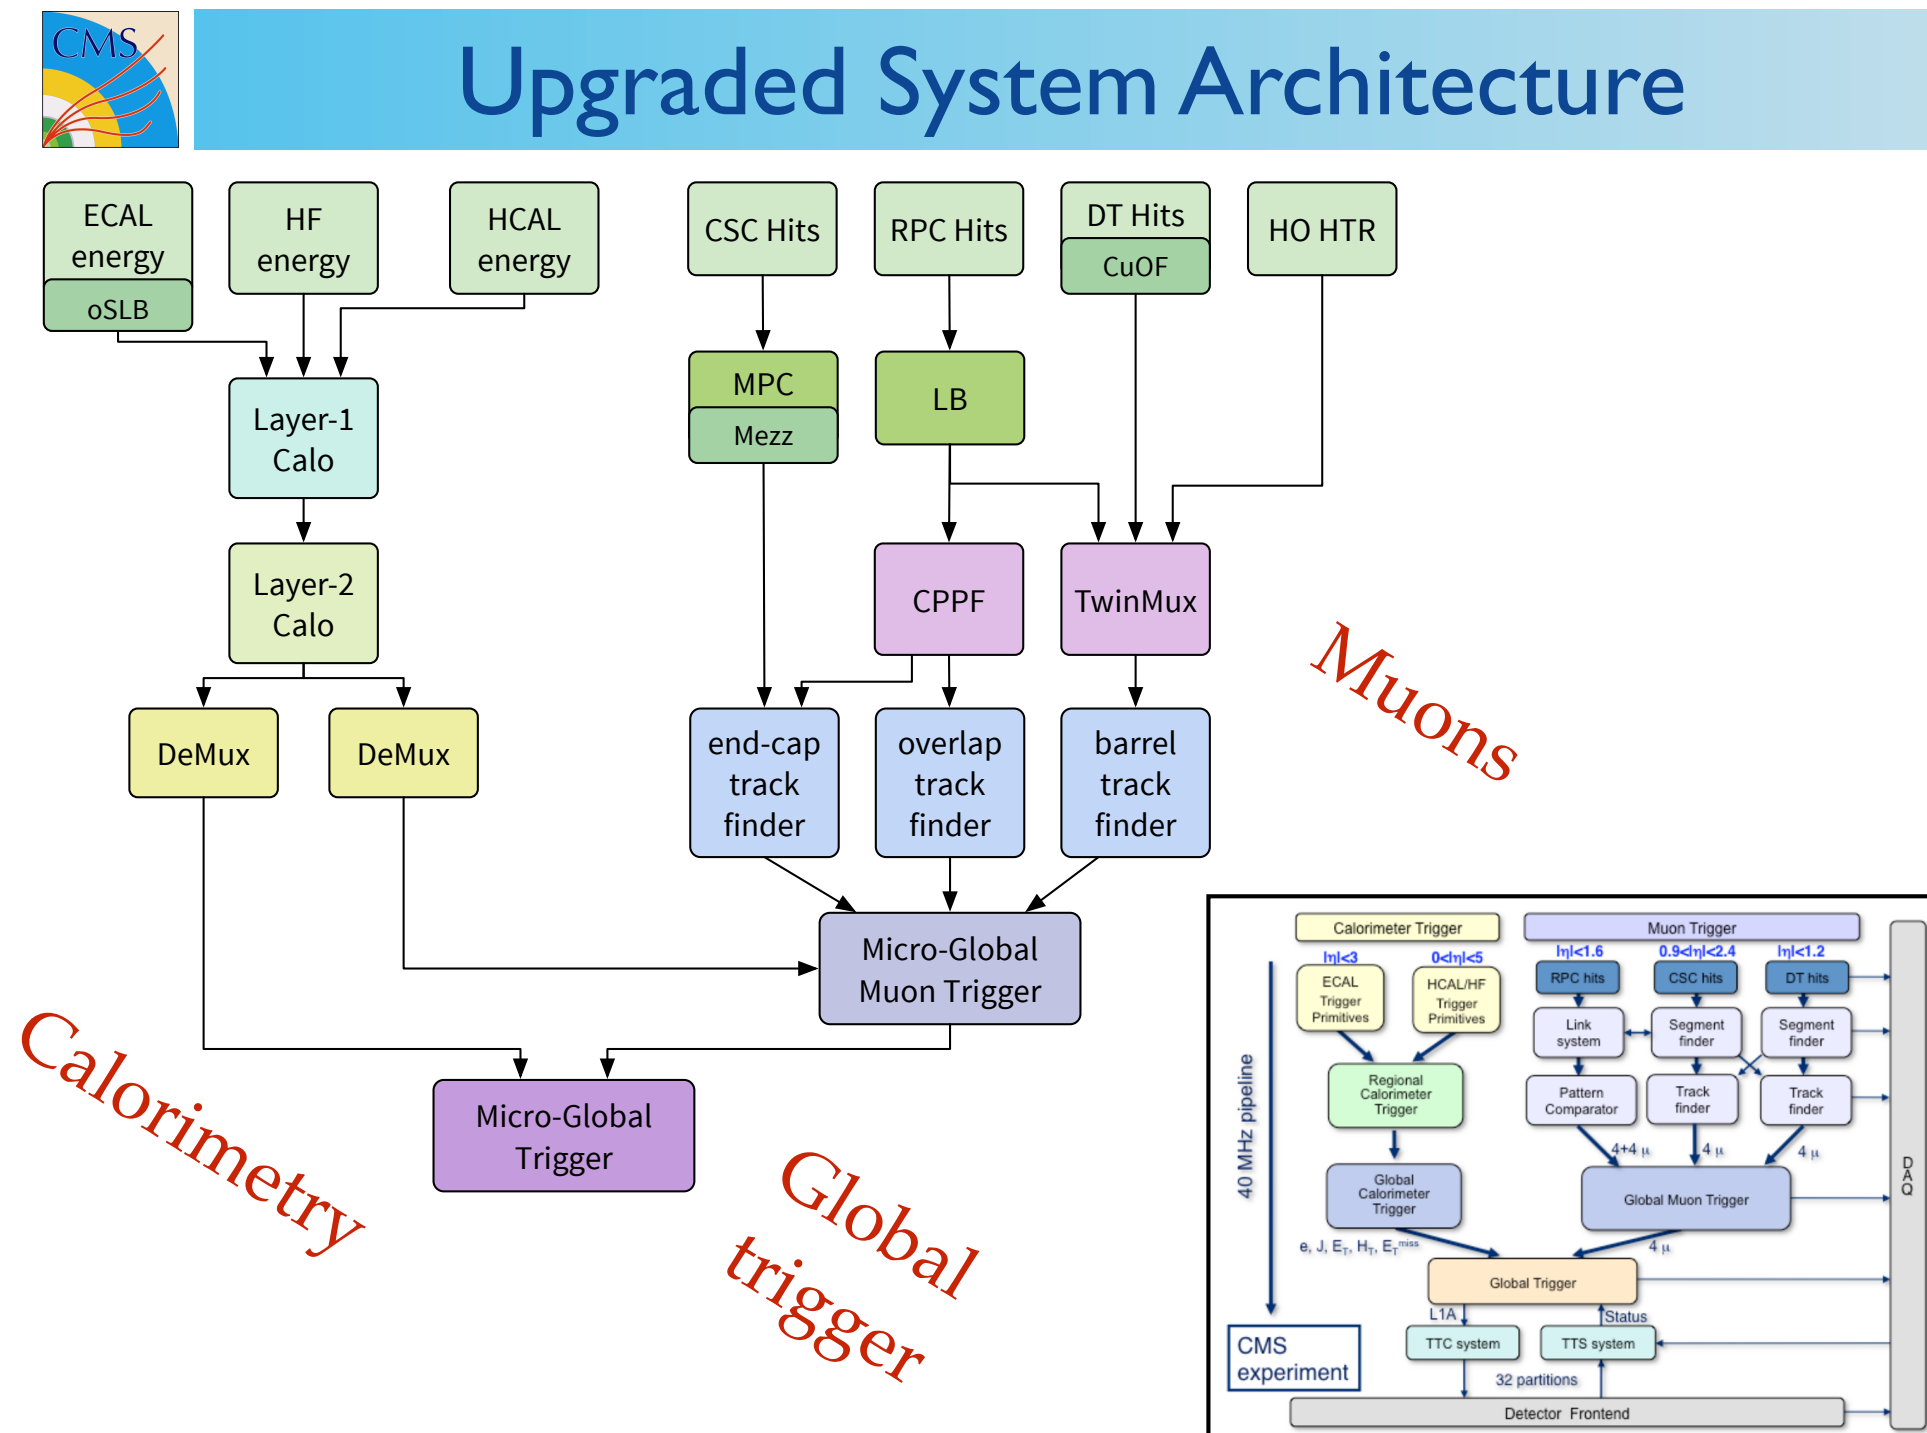 CMS
Upgraded System Architecture
ECAL
energy
oSLB
HF
energy
HCAL
energy
CSC Hits
RPC Hits
DT Hits
CuOF
HO HTR
MPC
Mezz
LB
Layer-1
Calo
Layer-2
Calo
CPPF
TwinMux
DeMux
DeMux
end-cap
track
finder
overlap
track
finder
barrel
track
finder
Muons
Micro-Global
Muon Trigger
Calorimetry
Micro-Global
Trigger
Global
trigger
Calorimeter Trigger
Muon Trigger
|η|<3
0<|η|<5
|η|<1.6
0.9<|η|<2.4
|η|<1.2
ECAL
Trigger
Primitives
HCAL/HF
Trigger
Primitives
RPC hits
CSC hits
DT hits
Link
system
Segment
finder
Segment
finder
Regional
Calorimeter
Trigger
Pattern
Comparator
Track
finder
Track
finder
40 MHz pipeline
4+4 μ
4 μ
4 μ
Global
Calorimeter
Trigger
Global Muon Trigger
DAQ
e, J, E_T, H_T, E_T^miss
4 μ
Global Trigger
L1A
Status
CMS
experiment
TTC system
TTS system
32 partitions
Detector Frontend